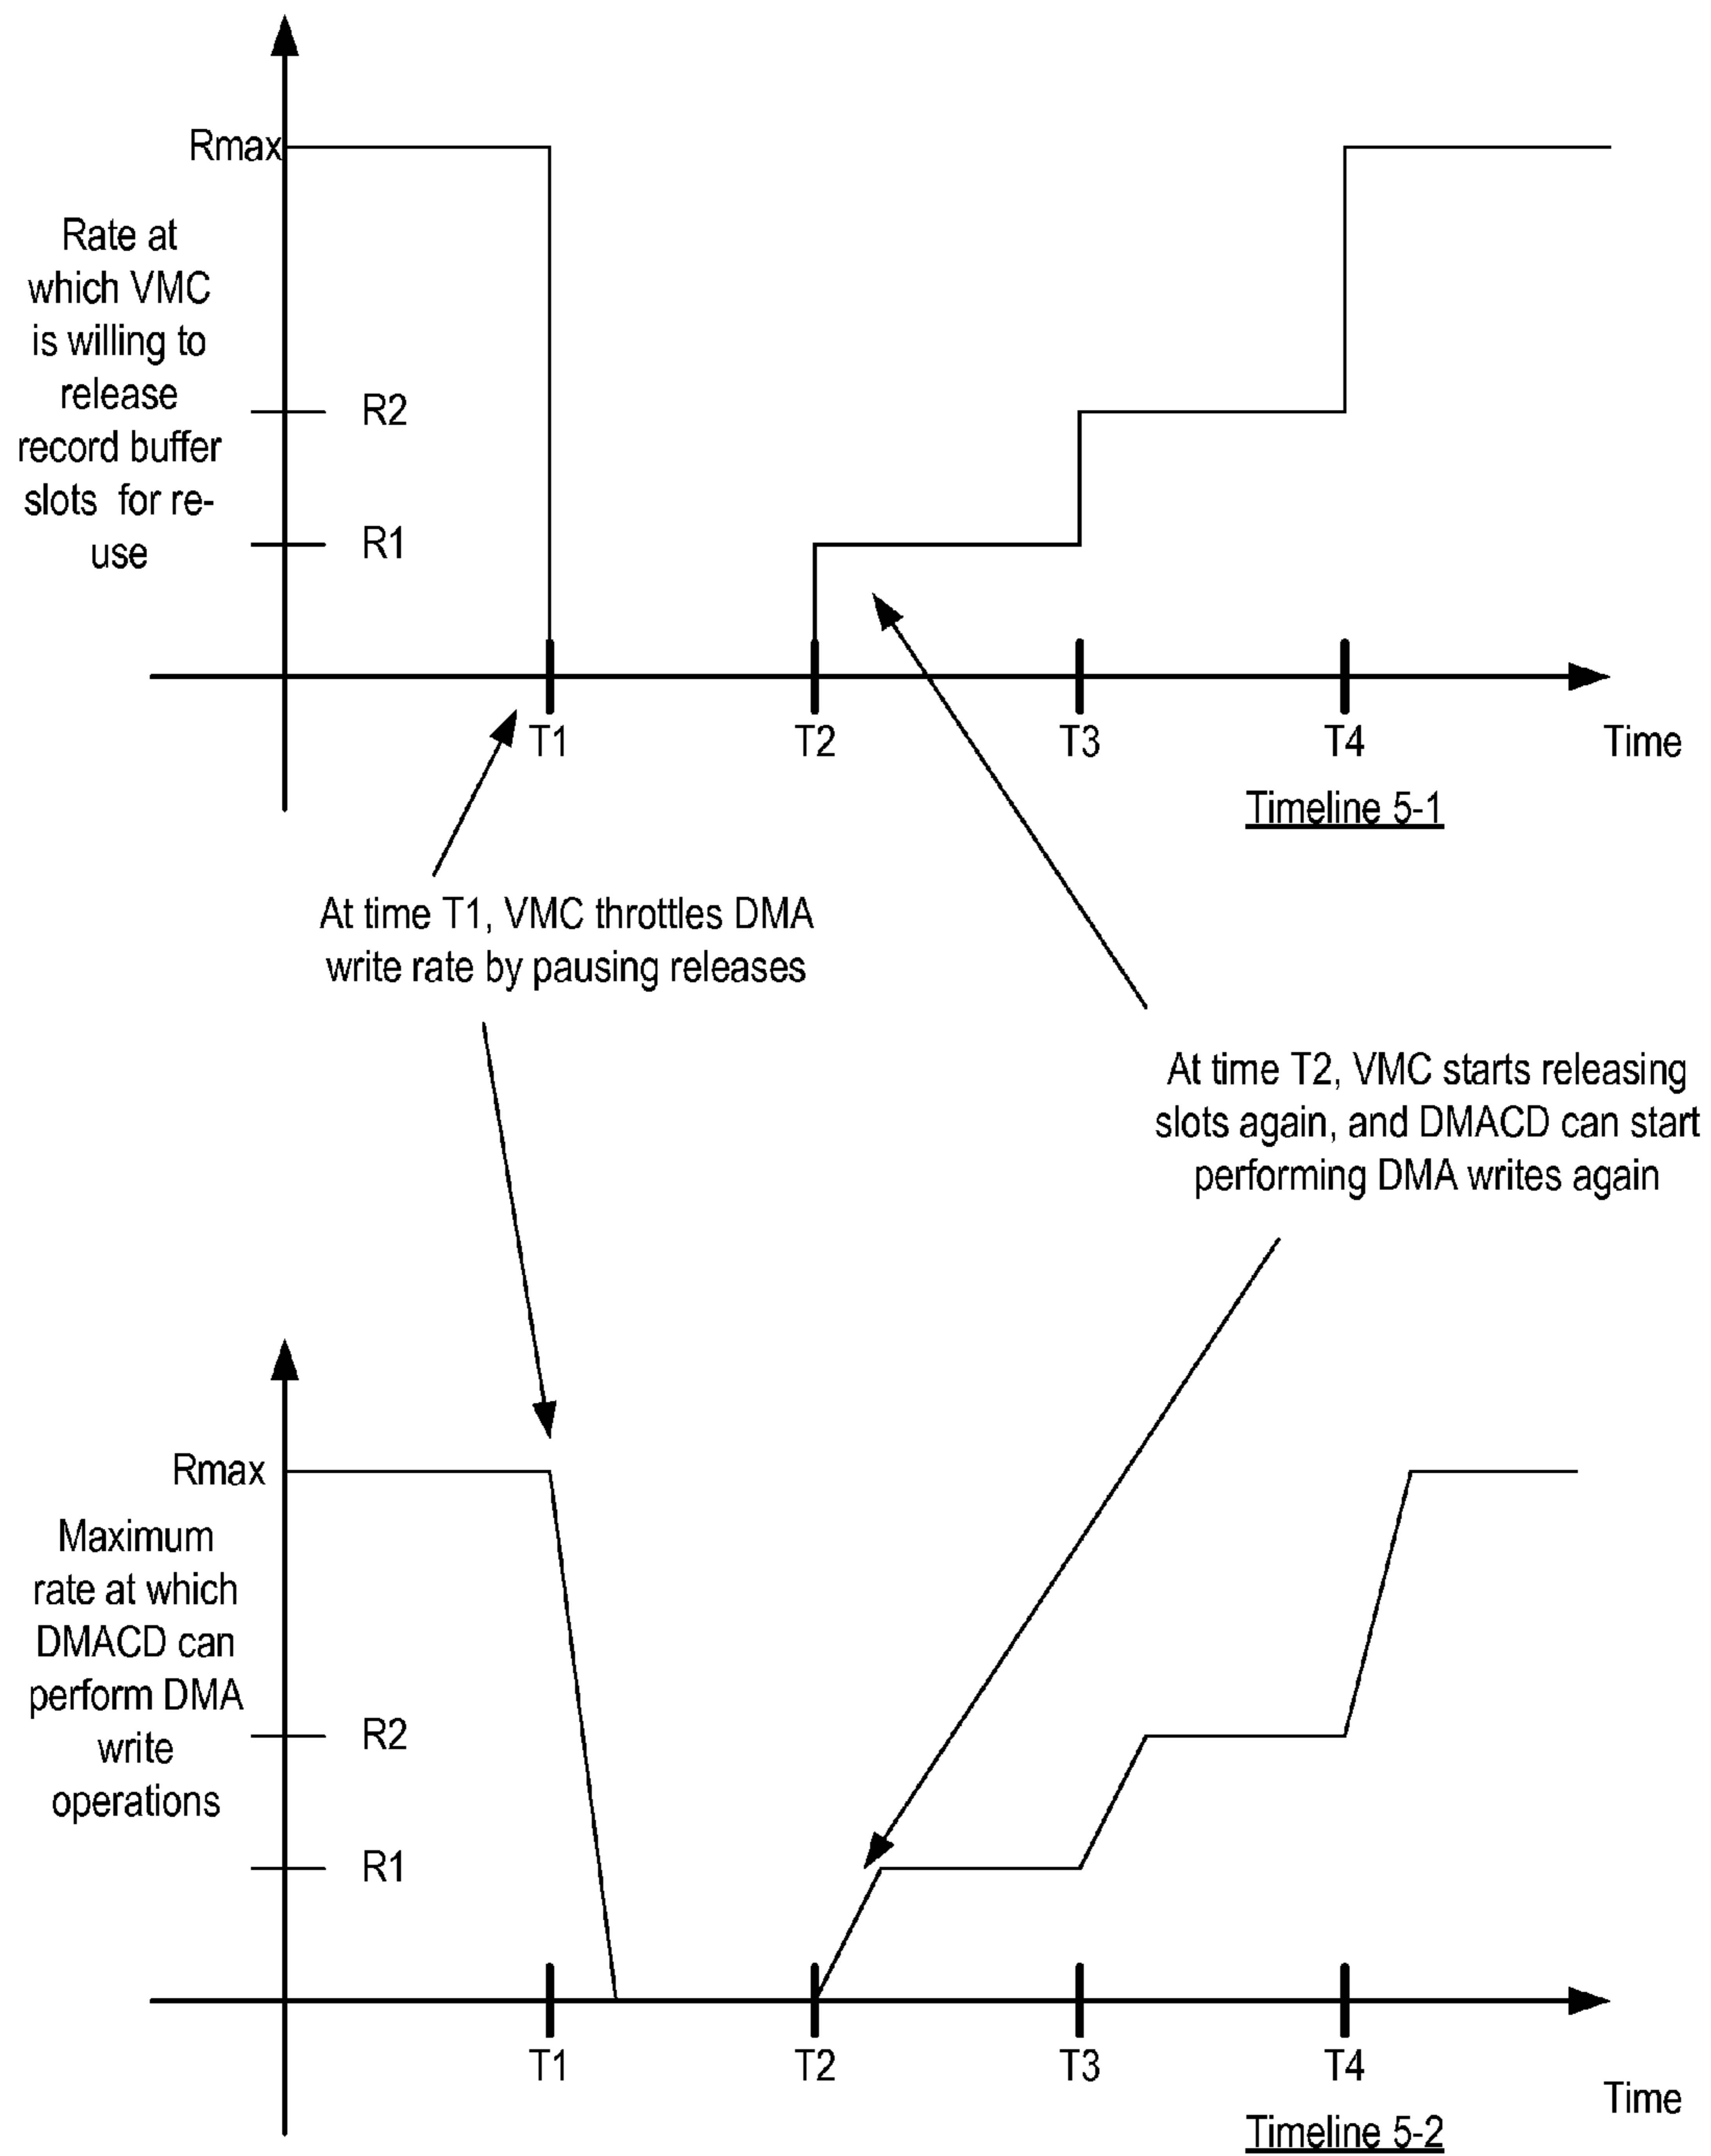 Rmax
Rate at
which VMC
is willing to
release
record buffer
slots for re-
use
R2
R1
T1
T2
T3
T4
Time
Timeline 5-1
At time T1, VMC throttles DMA
write rate by pausing releases
At time T2, VMC starts releasing
slots again, and DMACD can start
performing DMA writes again
Rmax
Maximum
rate at which
DMACD can
perform DMA
write
operations
R2
R1
T1
T2
T3
T4
Time
Timeline 5-2